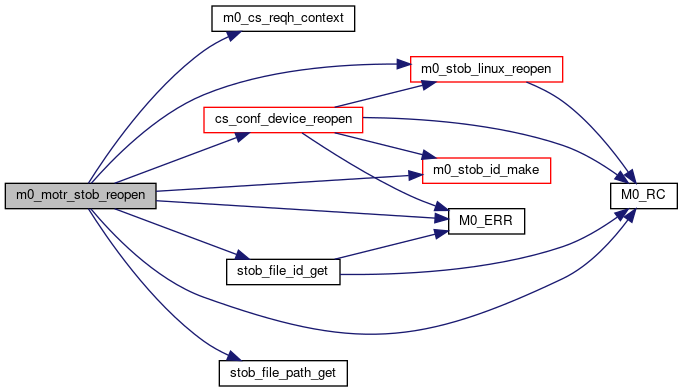 m0_cs_reqh_context
m0_stob_linux_reopen
cs_conf_device_reopen
m0_stob_id_make
m0_motr_stob_reopen
M0_RC
M0_ERR
stob_file_id_get
stob_file_path_get